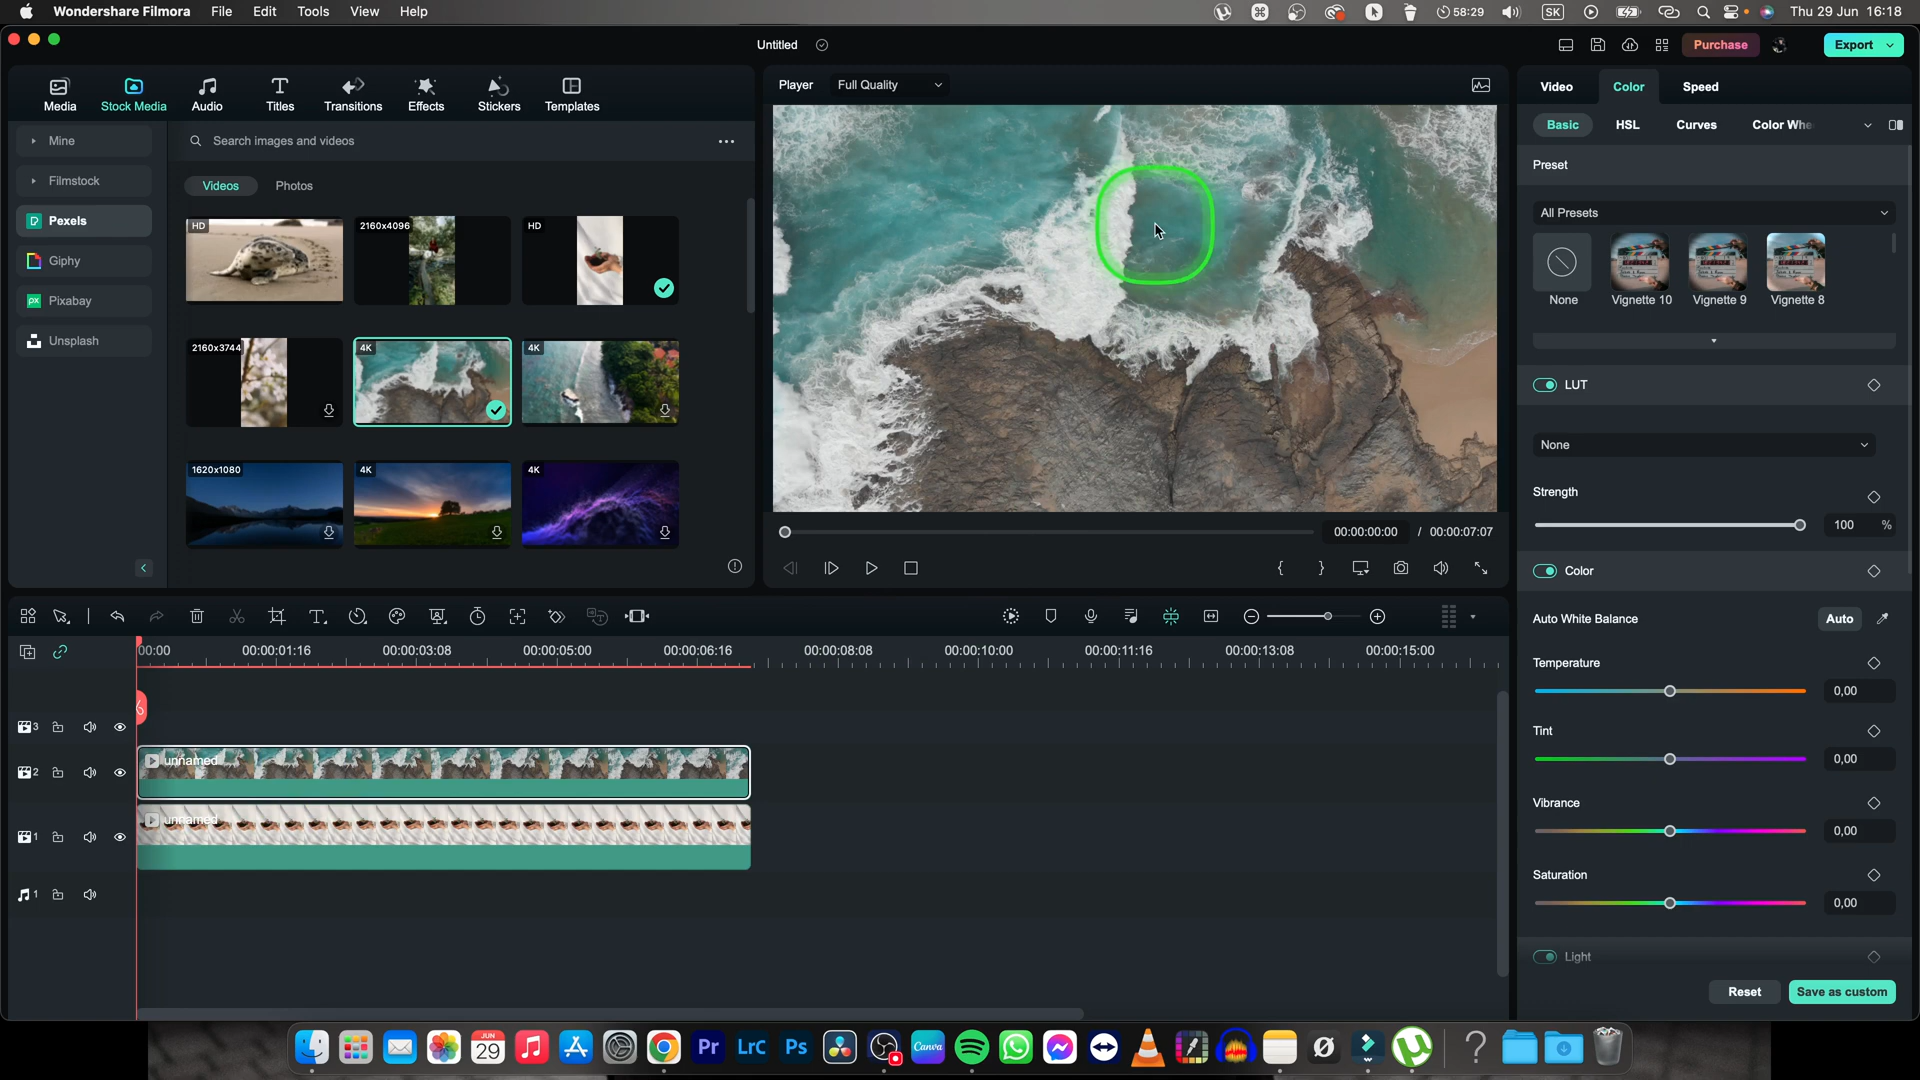 Wondershare Filmora File Edit Tools View Help 58:29 SK Thu 29 Jun 16:18
Untitled Purchase Export
Media Stock Media Audio Titles Transitions Effects Stickers Templates
Mine
Filmstock
Pexels
Giphy
Pixabay
Unsplash
Search images and videos
Videos Photos
HD 2160x4096 HD
2160x3744 4K 4K
1620x1080 4K 4K
Player Full Quality
00:00:00:00 / 00:00:07:07
Video Color Speed
Basic HSL Curves Color Whe
Preset
All Presets
None Vignette 10 Vignette 9 Vignette 8
LUT
None
Strength
100 %
Color
Auto White Balance Auto
Temperature
0,00
Tint
0,00
Vibrance
0,00
Saturation
0,00
Light
Reset Save as custom
00:00 00:00:01:16 00:00:03:08 00:00:05:00 00:00:06:16 00:00:08:08 00:00:10:00 00:00:11:16 00:00:13:08 00:00:15:00
3
2 unnamed
1 unnamed
1
JUN
29
Pr LrC Ps Canva